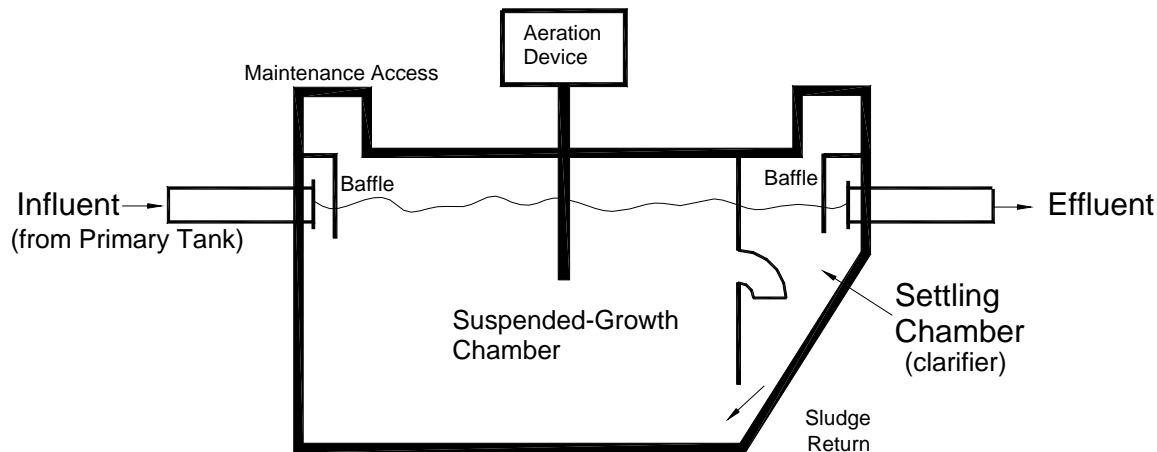 Aeration
Device
Maintenance Access
Baffle
Baffle
Influent
(from Primary Tank)
Effluent
Suspended-Growth
Chamber
Settling
Chamber
(clarifier)
Sludge
Return